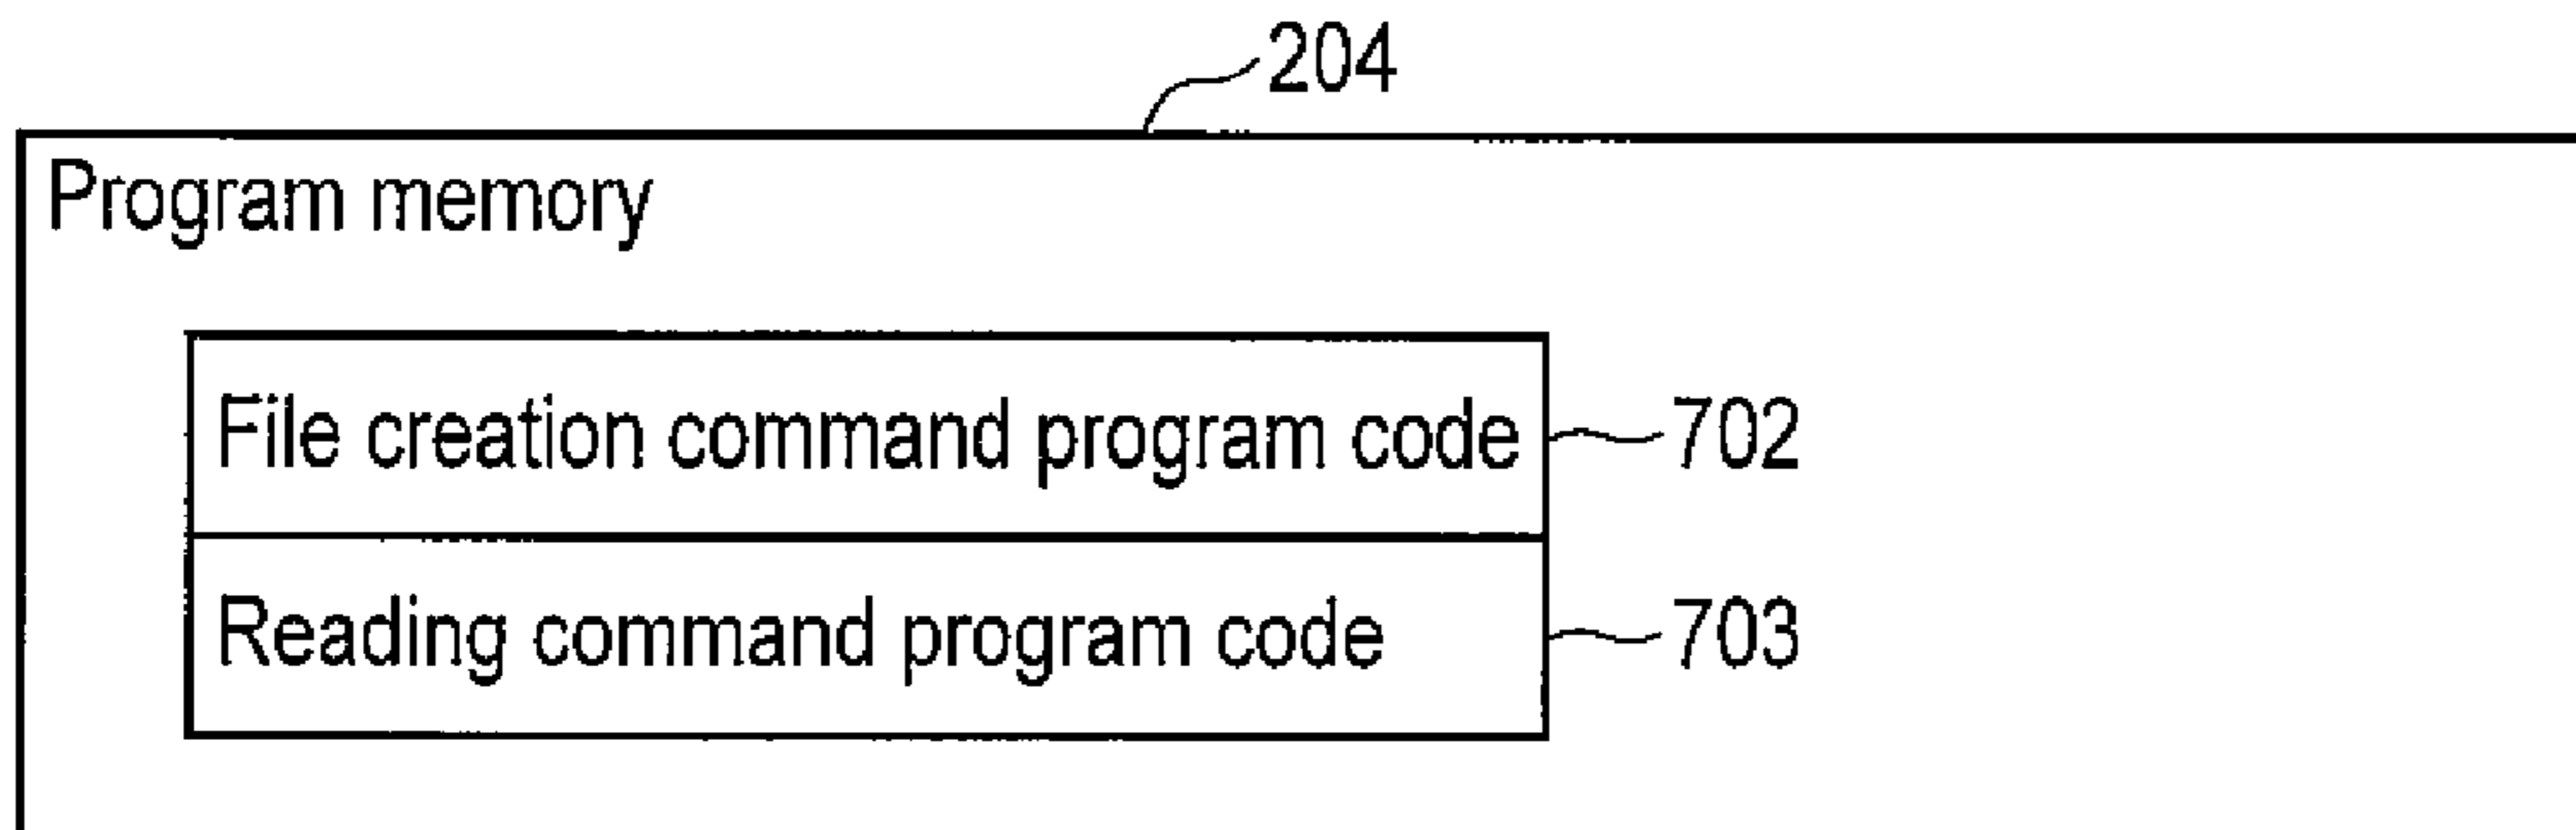 204
Program memory
File creation command program code 702
Reading command program code 703